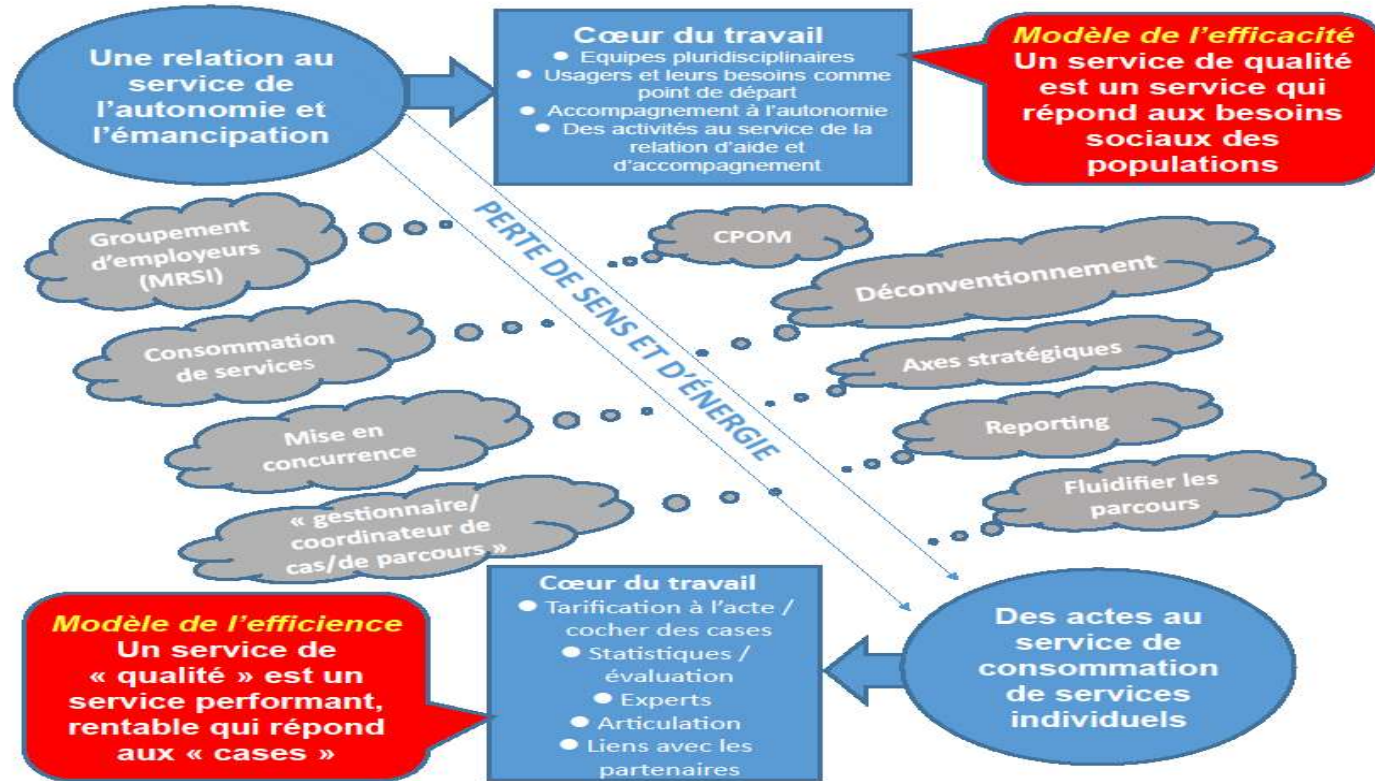 Une relation au
service de
l'autonomie et
l'émancipation
Cœur du travail
● Equipes pluridisciplinaires
● Usagers et leurs besoins comme
point de départ
● Accompagnement à l'autonomie
● Des activités au service de la
relation d'aide et
d'accompagnement
Modèle de l'efficacité
Un service de qualité
est un service qui
répond aux besoins
sociaux des
populations
Groupement
d'employeurs
(MRSI)
Consommation
de services
Mise en
concurrence
« gestionnaire/
coordinateur de
cas/de parcours »
PERTE DE SENS ET D'ÉNERGIE
CPOM
Déconventionnement
Axes stratégiques
Reporting
Fluidifier les
parcours
Modèle de l'efficience
Un service de
« qualité » est un
service performant,
rentable qui répond
aux « cases »
Cœur du travail
● Tarification à l'acte /
cocher des cases
● Statistiques /
évaluation
● Experts
● Articulation
● Liens avec les
partenaires
Des actes au
service de
consommation
de services
individuels